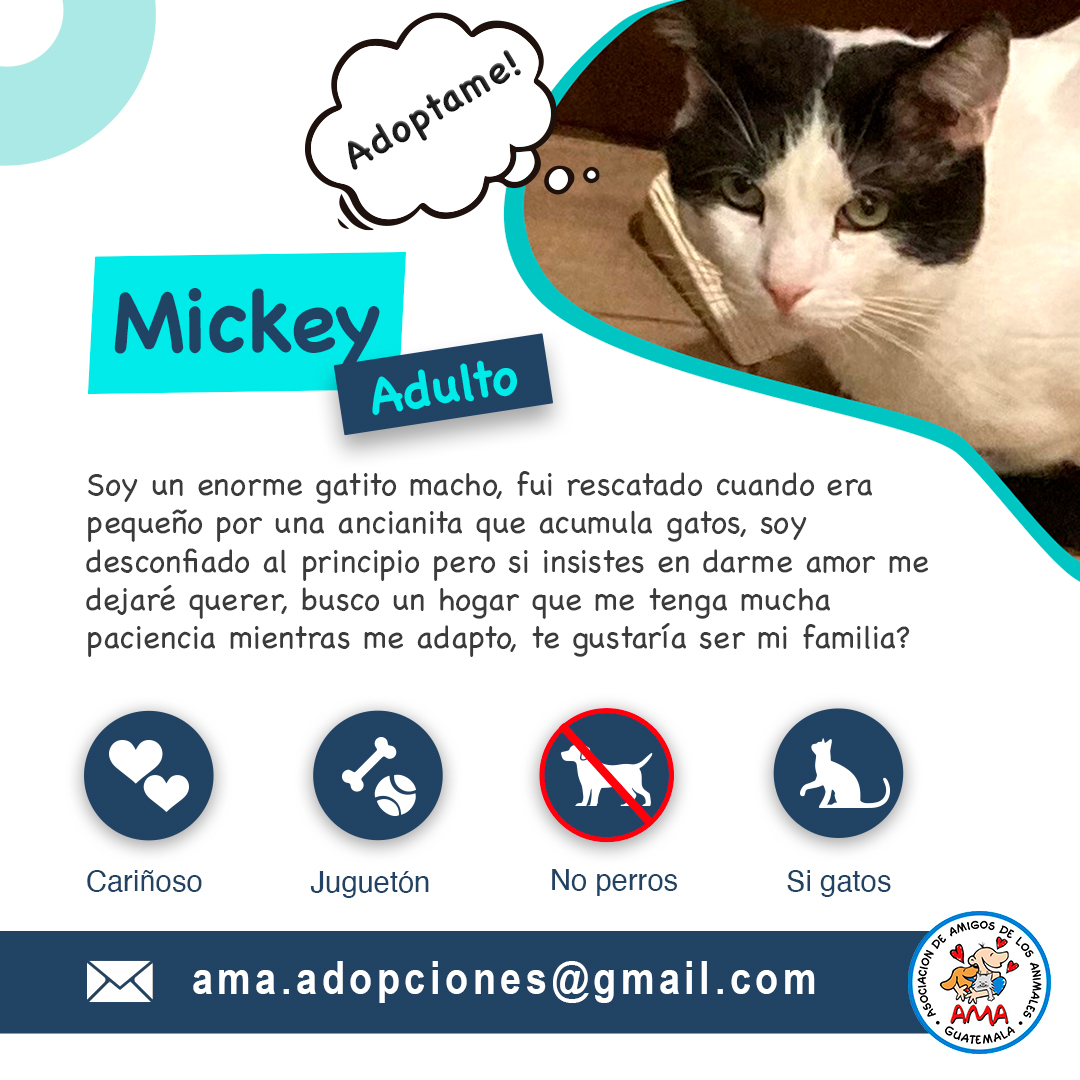 Adoptame!
Mickey
Adulto
Soy un enorme gatito macho, fui rescatado cuando era
pequeño por una ancianita que acumula gatos, soy
desconfiado al principio pero si insistes en darme amor me
dejaré querer, busco un hogar que me tenga mucha
paciencia mientras me adapto, te gustaría ser mi familia?
Cariñoso
Juguetón
No perros
Si gatos
ama.adopciones@gmail.com
ASOCIACION DE AMIGOS DE LOS ANIMALES
AMA
GUATEMALA